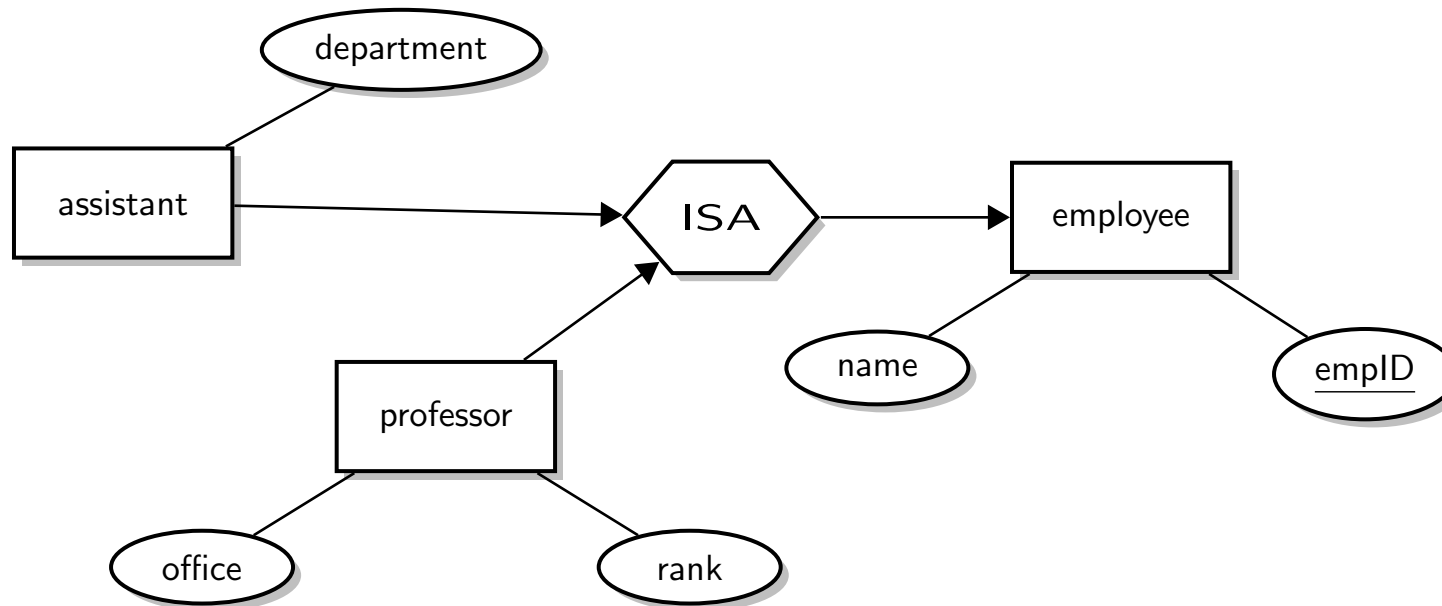 department
assistant
ISA
employee
name
empID
professor
office
rank